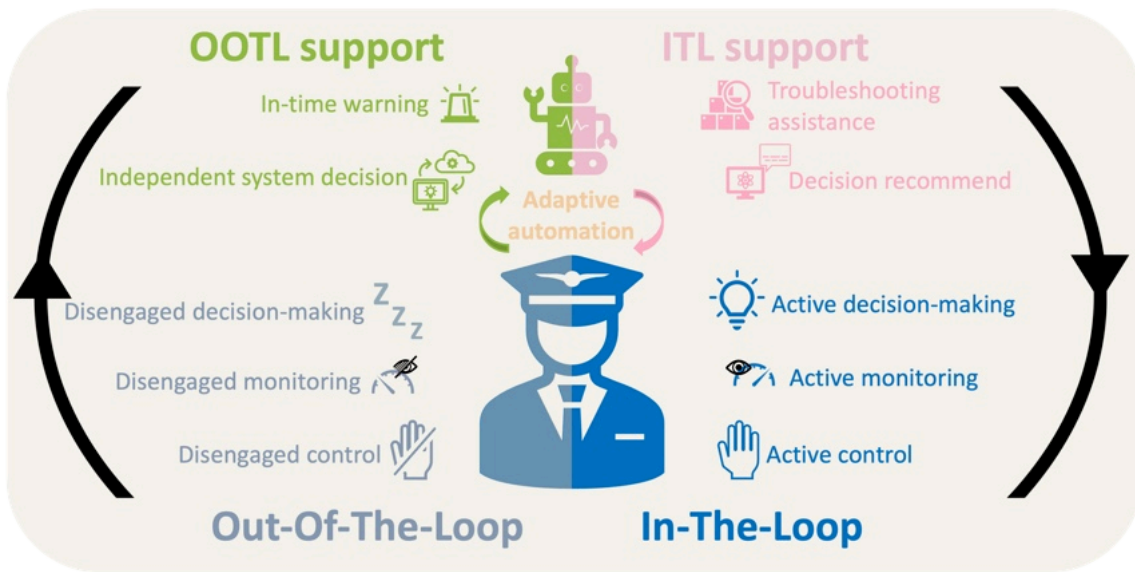 OOTL support
ITL support
In-time warning
Troubleshooting
assistance
Independent system decision
Decision recommend
Adaptive
automation
Disengaged decision-making
Z
Z
Z
Active decision-making
Disengaged monitoring
Active monitoring
Disengaged control
Active control
Out-Of-The-Loop
In-The-Loop